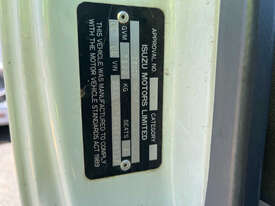 APPROVAL NO. CATEGORY
ISUZU MOTORS LIMITED
GVM KG SEATS
VIN
THIS VEHICLE WAS MANUFACTURED TO COMPLY
WITH THE MOTOR VEHICLE STANDARDS ACT 1989